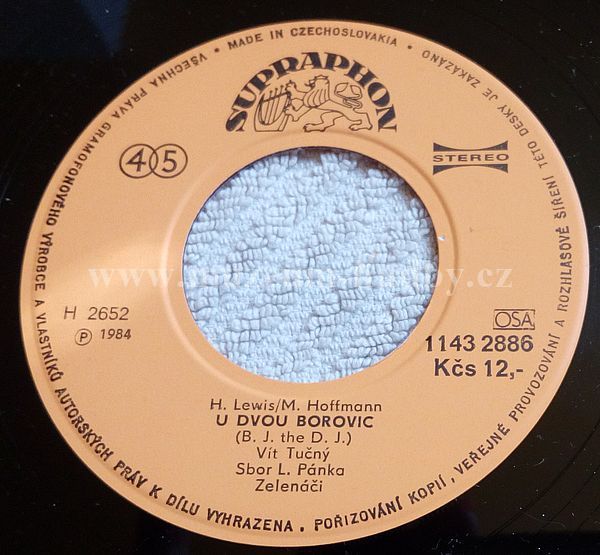 VŠECHNA PRÁVA GRAMOFONOVÉHO VÝROBCE A VLASTNÍKŮ AUTORSKÝCH PRÁV K DÍLU VYHRAZENA. POŘIZOVÁNÍ KOPIÍ, VEŘEJNÉ PROVOZOVÁNÍ A ROZHLASOVÉ ŠÍŘENÍ TÉTO DESKY JE ZAKÁZÁNO • MADE IN CZECHOSLOVAKIA •
SUPRAPHON
45
STEREO
H 2652
Ⓟ 1984
OSA
1143 2886
Kčs 12,-
H. Lewis/M. Hoffmann
U DVOU BOROVIC
(B. J. the D. J.)
Vít Tučný
Sbor L. Pánka
Zelenáči